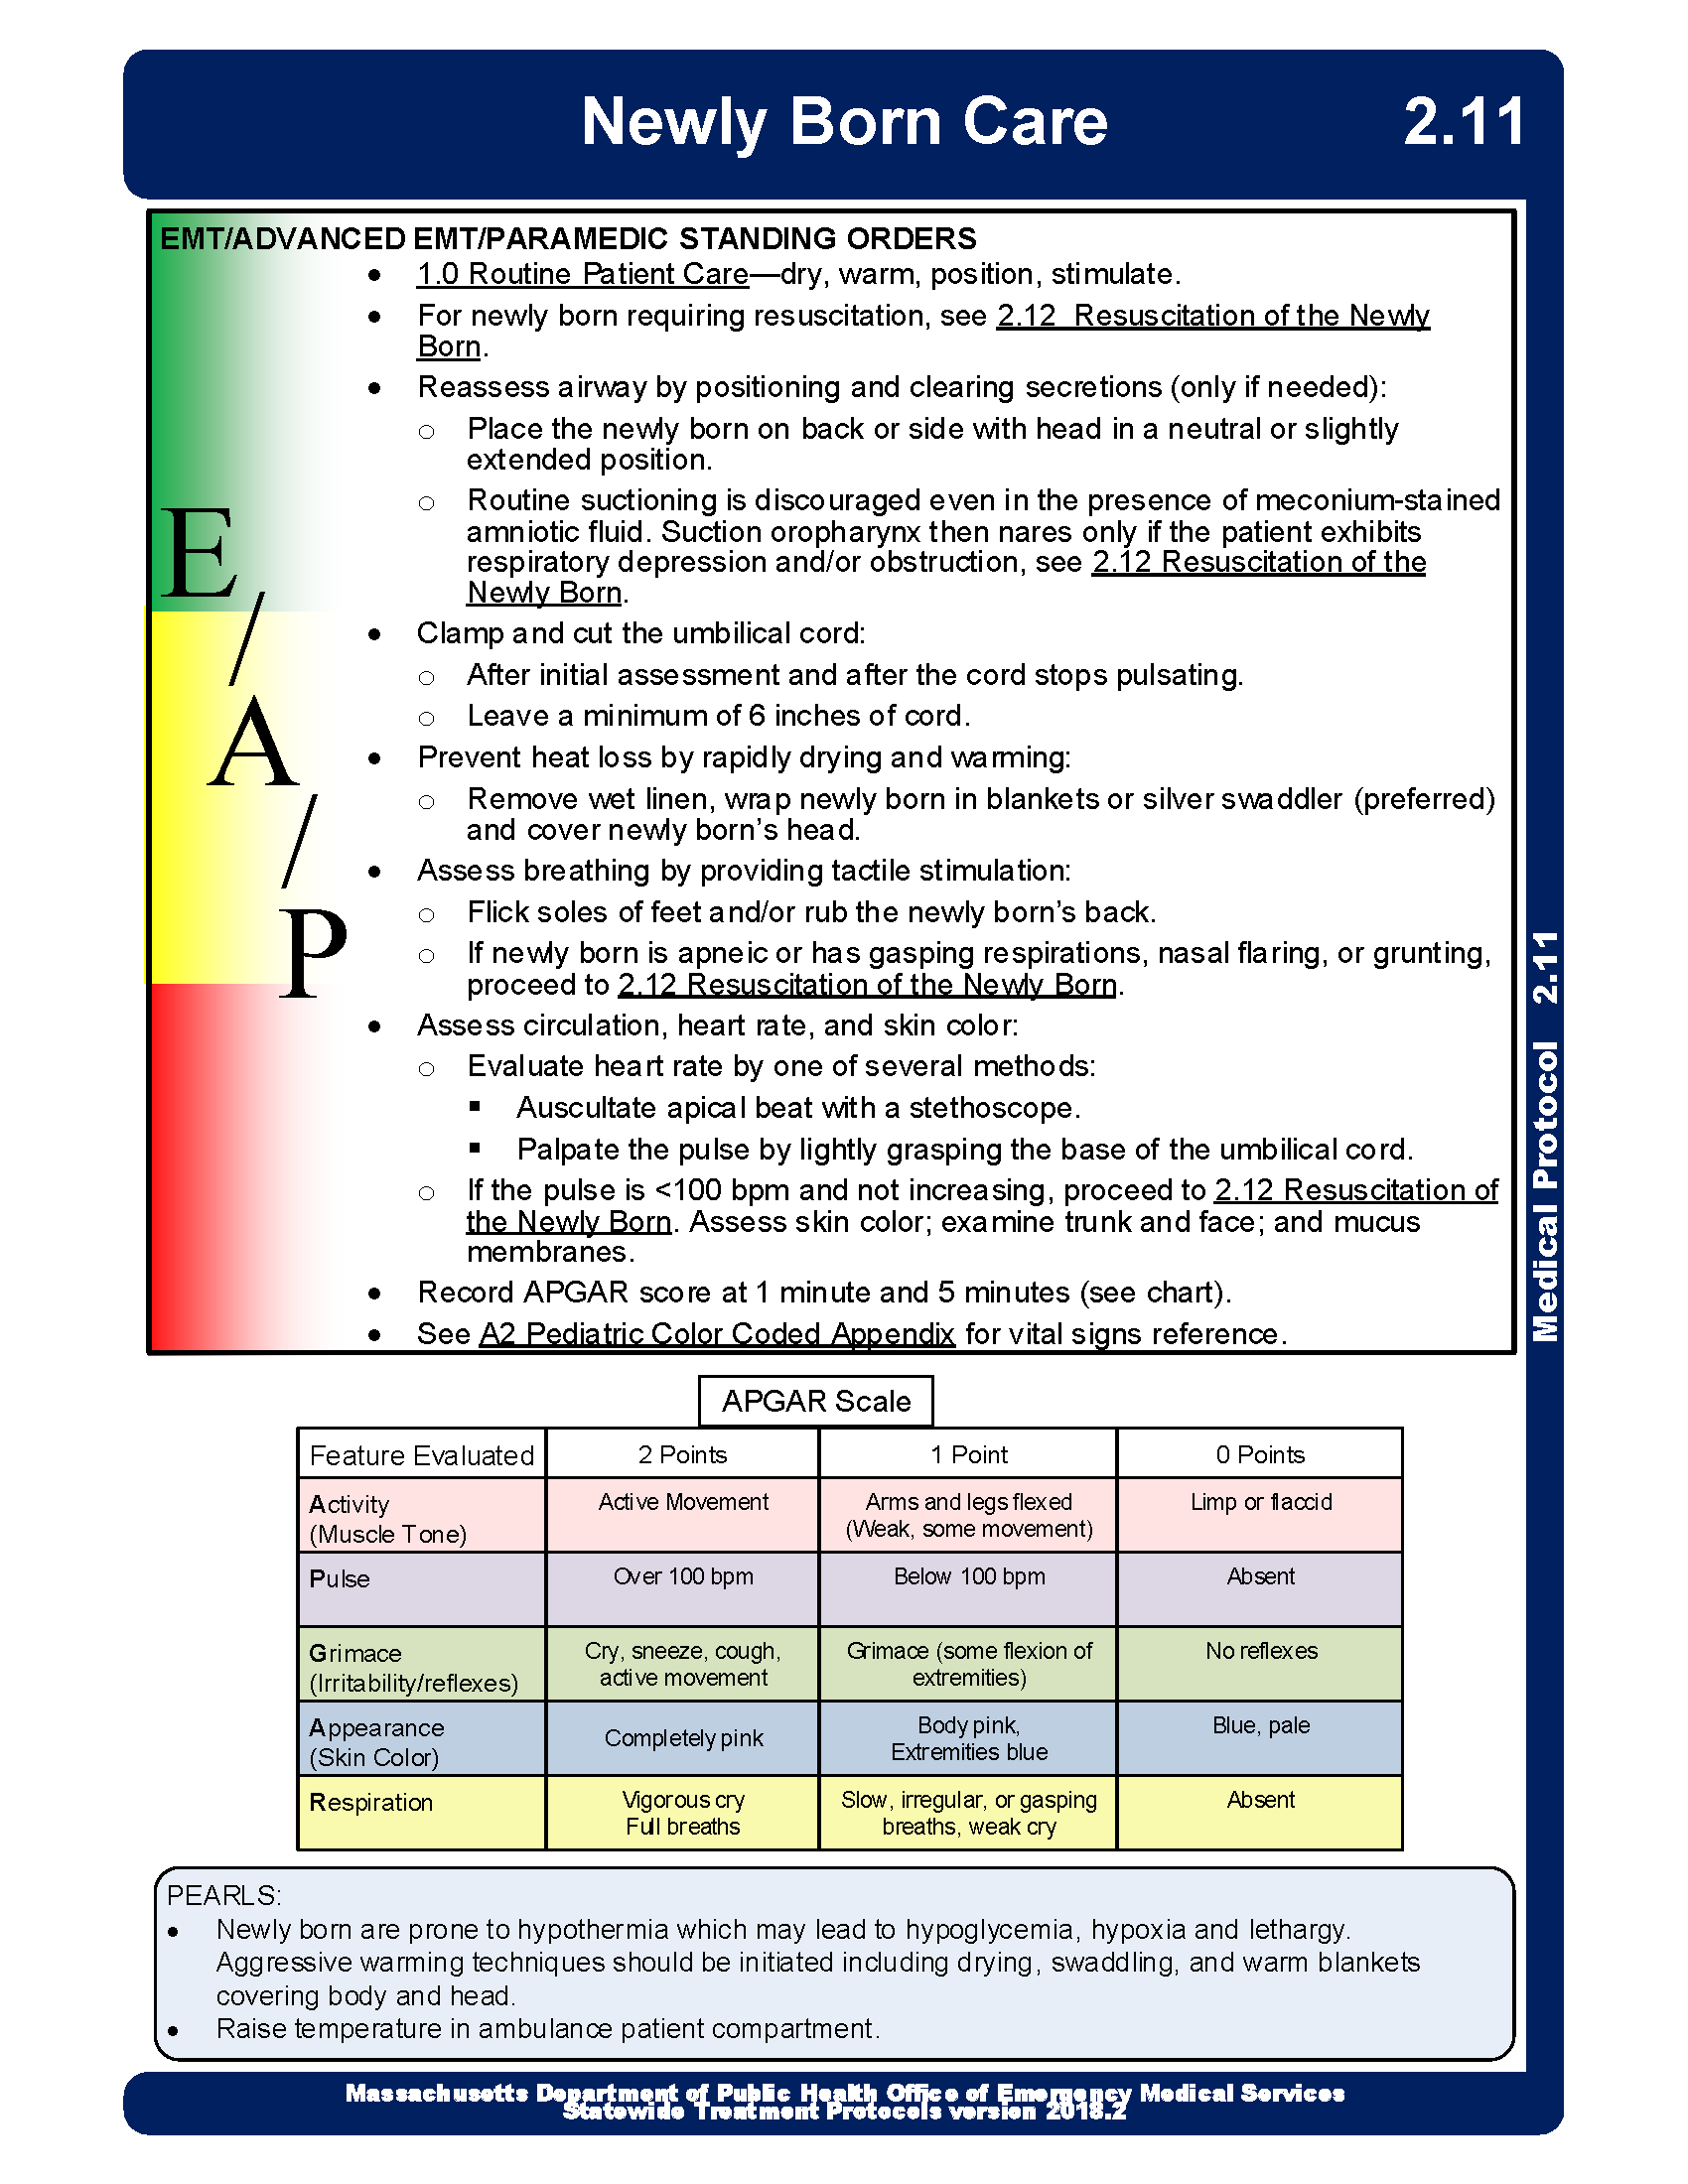 Newly Born Care 2.11
EMT/ADVANCED EMT/PARAMEDIC STANDING ORDERS
• 1.0 Routine Patient Care—dry, warm, position, stimulate.
• For newly born requiring resuscitation, see 2.12 Resuscitation of the Newly
Born.
• Reassess airway by positioning and clearing secretions (only if needed):
o Place the newly born on back or side with head in a neutral or slightly
extended position.
o Routine suctioning is discouraged even in the presence of meconium-stained
amniotic fluid. Suction oropharynx then nares only if the patient exhibits
respiratory depression and/or obstruction, see 2.12 Resuscitation of the
Newly Born.
• Clamp and cut the umbilical cord:
o After initial assessment and after the cord stops pulsating.
o Leave a minimum of 6 inches of cord.
• Prevent heat loss by rapidly drying and warming:
o Remove wet linen, wrap newly born in blankets or silver swaddler (preferred)
and cover newly born’s head.
• Assess breathing by providing tactile stimulation:
o Flick soles of feet and/or rub the newly born’s back.
o If newly born is apneic or has gasping respirations, nasal flaring, or grunting,
proceed to 2.12 Resuscitation of the Newly Born.
• Assess circulation, heart rate, and skin color:
o Evaluate heart rate by one of several methods:
▪ Auscultate apical beat with a stethoscope.
▪ Palpate the pulse by lightly grasping the base of the umbilical cord.
o If the pulse is <100 bpm and not increasing, proceed to 2.12 Resuscitation of
the Newly Born. Assess skin color; examine trunk and face; and mucus
membranes.
• Record APGAR score at 1 minute and 5 minutes (see chart).
• See A2 Pediatric Color Coded Appendix for vital signs reference.
E
/
A
/
P
Medical Protocol 2.11
APGAR Scale
Feature Evaluated 2 Points 1 Point 0 Points
Activity Active Movement Arms and legs flexed Limp or flaccid
(Muscle Tone) (Weak, some movement)
Pulse Over 100 bpm Below 100 bpm Absent
Grimace Cry, sneeze, cough, Grimace (some flexion of No reflexes
(Irritability/reflexes) active movement extremities)
Appearance Completely pink Body pink, Blue, pale
(Skin Color) Extremities blue
Respiration Vigorous cry Slow, irregular, or gasping Absent
Full breaths breaths, weak cry
PEARLS:
• Newly born are prone to hypothermia which may lead to hypoglycemia, hypoxia and lethargy.
Aggressive warming techniques should be initiated including drying, swaddling, and warm blankets
covering body and head.
• Raise temperature in ambulance patient compartment.
Massachusetts Department of Public Health Office of Emergency Medical Services
Statewide Treatment Protocols version 2018.2